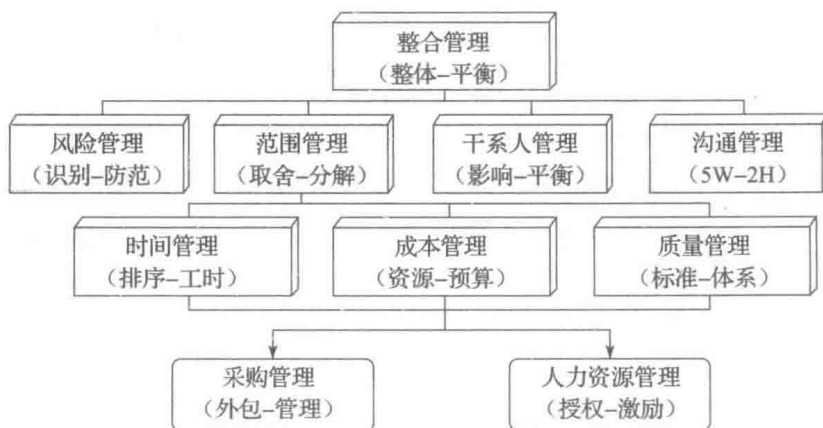 整合管理
（整体–平衡）
风险管理
（识别–防范）
范围管理
（取舍–分解）
干系人管理
（影响–平衡）
沟通管理
（5W–2H）
时间管理
（排序–工时）
成本管理
（资源–预算）
质量管理
（标准–体系）
采购管理
（外包–管理）
人力资源管理
（授权–激励）